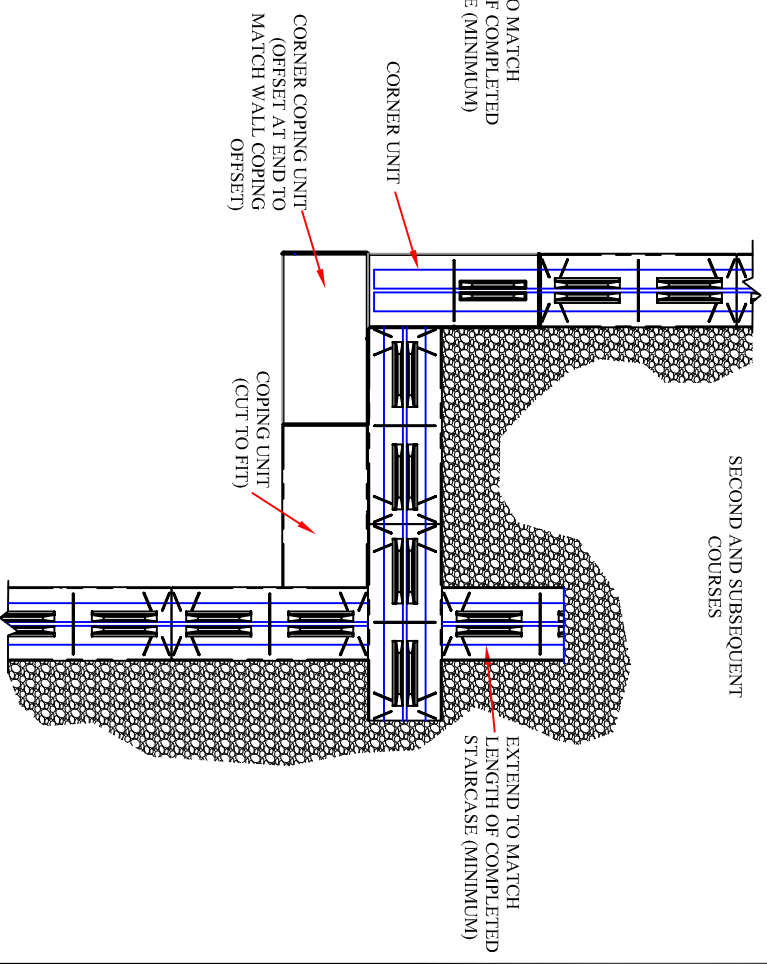 SECOND AND SUBSEQUENT
COURSES
O MATCH
F COMPLETED
E (MINIMUM)
EXTEND TO MATCH
LENGTH OF COMPLETED
STAIRCASE (MINIMUM)
CORNER UNIT
CORNER COPING UNIT
(OFFSET AT END TO
MATCH WALL COPING
OFFSET)
COPING UNIT
(CUT TO FIT)